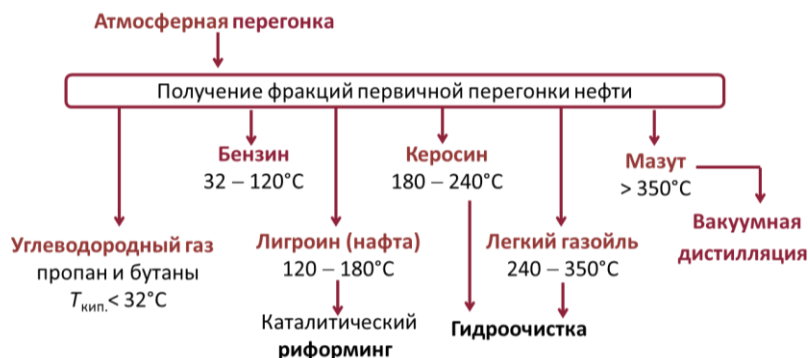 Атмосферная перегонка
Получение фракций первичной перегонки нефти
Бензин
32 – 120°C
Керосин
180 – 240°C
Мазут
> 350°C
Углеводородный газ
пропан и бутаны
Tкип.< 32°C
Лигроин (нафта)
120 – 180°C
Легкий газойль
240 – 350°C
Вакуумная
дистилляция
Каталитический
риформинг
Гидроочистка